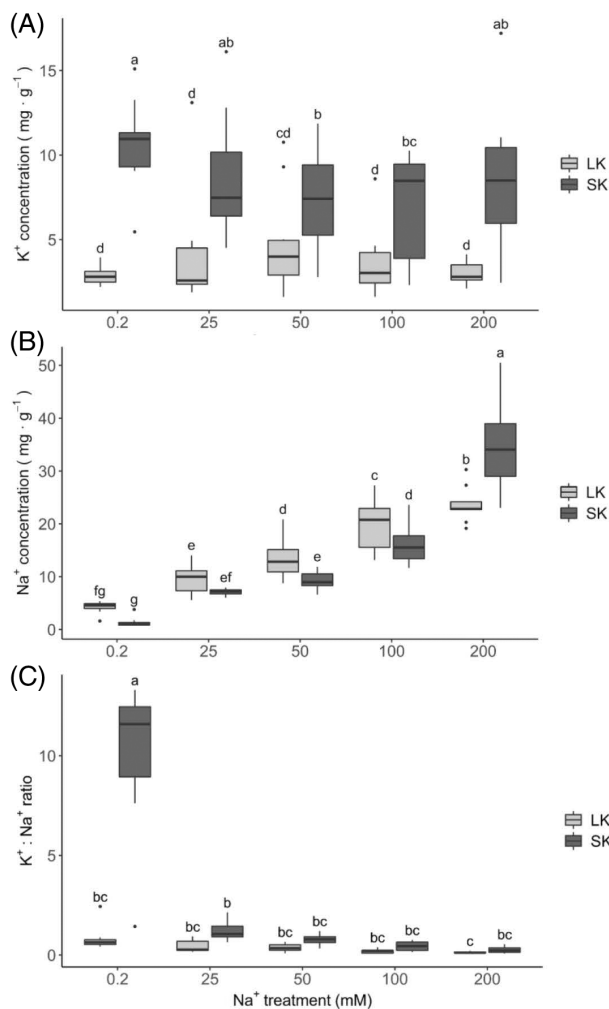 (A)
K⁺ concentration ( mg · g⁻¹ )
15
10
5
a
ab
ab
d
b
cd
bc
d
d
d
LK
SK
0.2 25 50 100 200
(B)
Na⁺ concentration ( mg · g⁻¹ )
50
40
30
20
10
0
a
b
c
d
d
e
e
ef
fg
g
LK
SK
0.2 25 50 100 200
(C)
K⁺ : Na⁺ ratio
10
5
0
a
bc
bc
b
bc
bc
bc
bc
c
bc
LK
SK
0.2 25 50 100 200
Na⁺ treatment (mM)